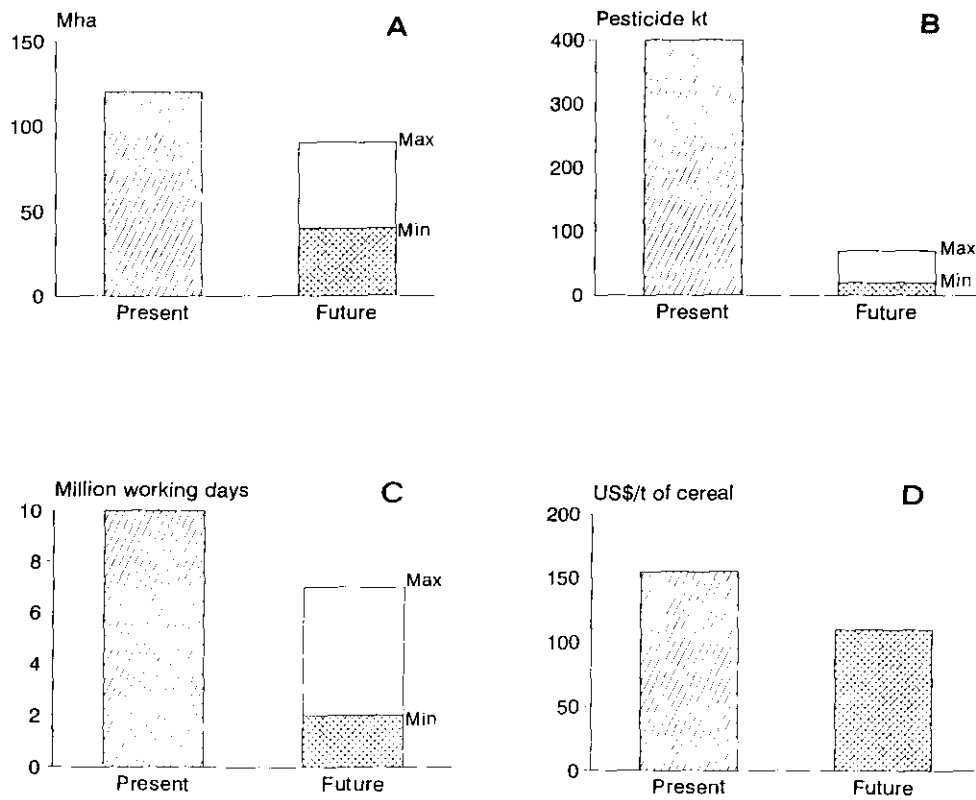 Mha
A
150
100
50
0
Max
Min
Present
Future
Pesticide kt
B
400
300
200
100
0
Max
Min
Present
Future
Million working days
C
10
8
6
4
2
0
Max
Min
Present
Future
US$/t of cereal
D
200
150
100
50
0
Present
Future